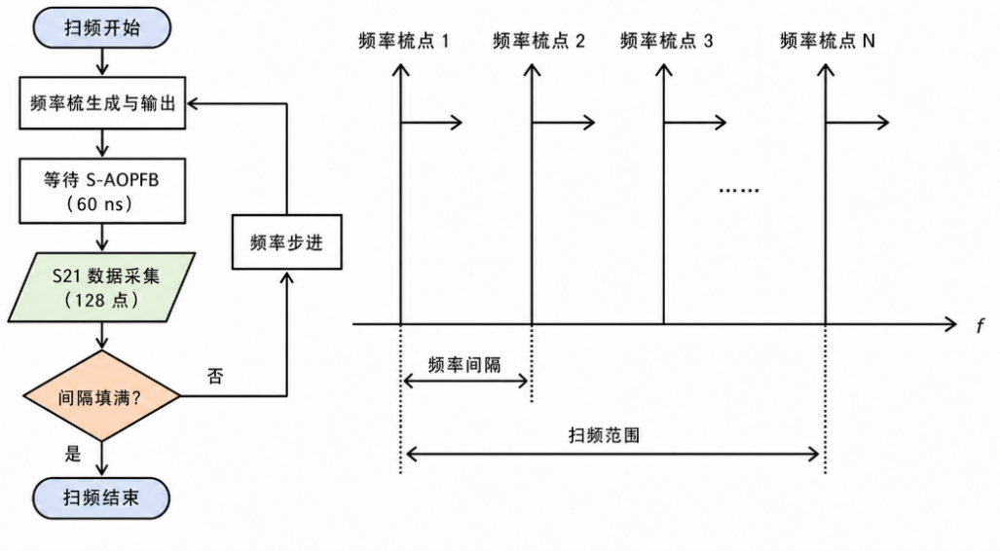 扫频开始
频率梳生成与输出
等待 S-AOPFB
（60 ns）
S21 数据采集
（128 点）
间隔填满？
否
是
扫频结束
频率步进
频率梳点 1
频率梳点 2
频率梳点 3
频率梳点 N
……
f
频率间隔
扫频范围